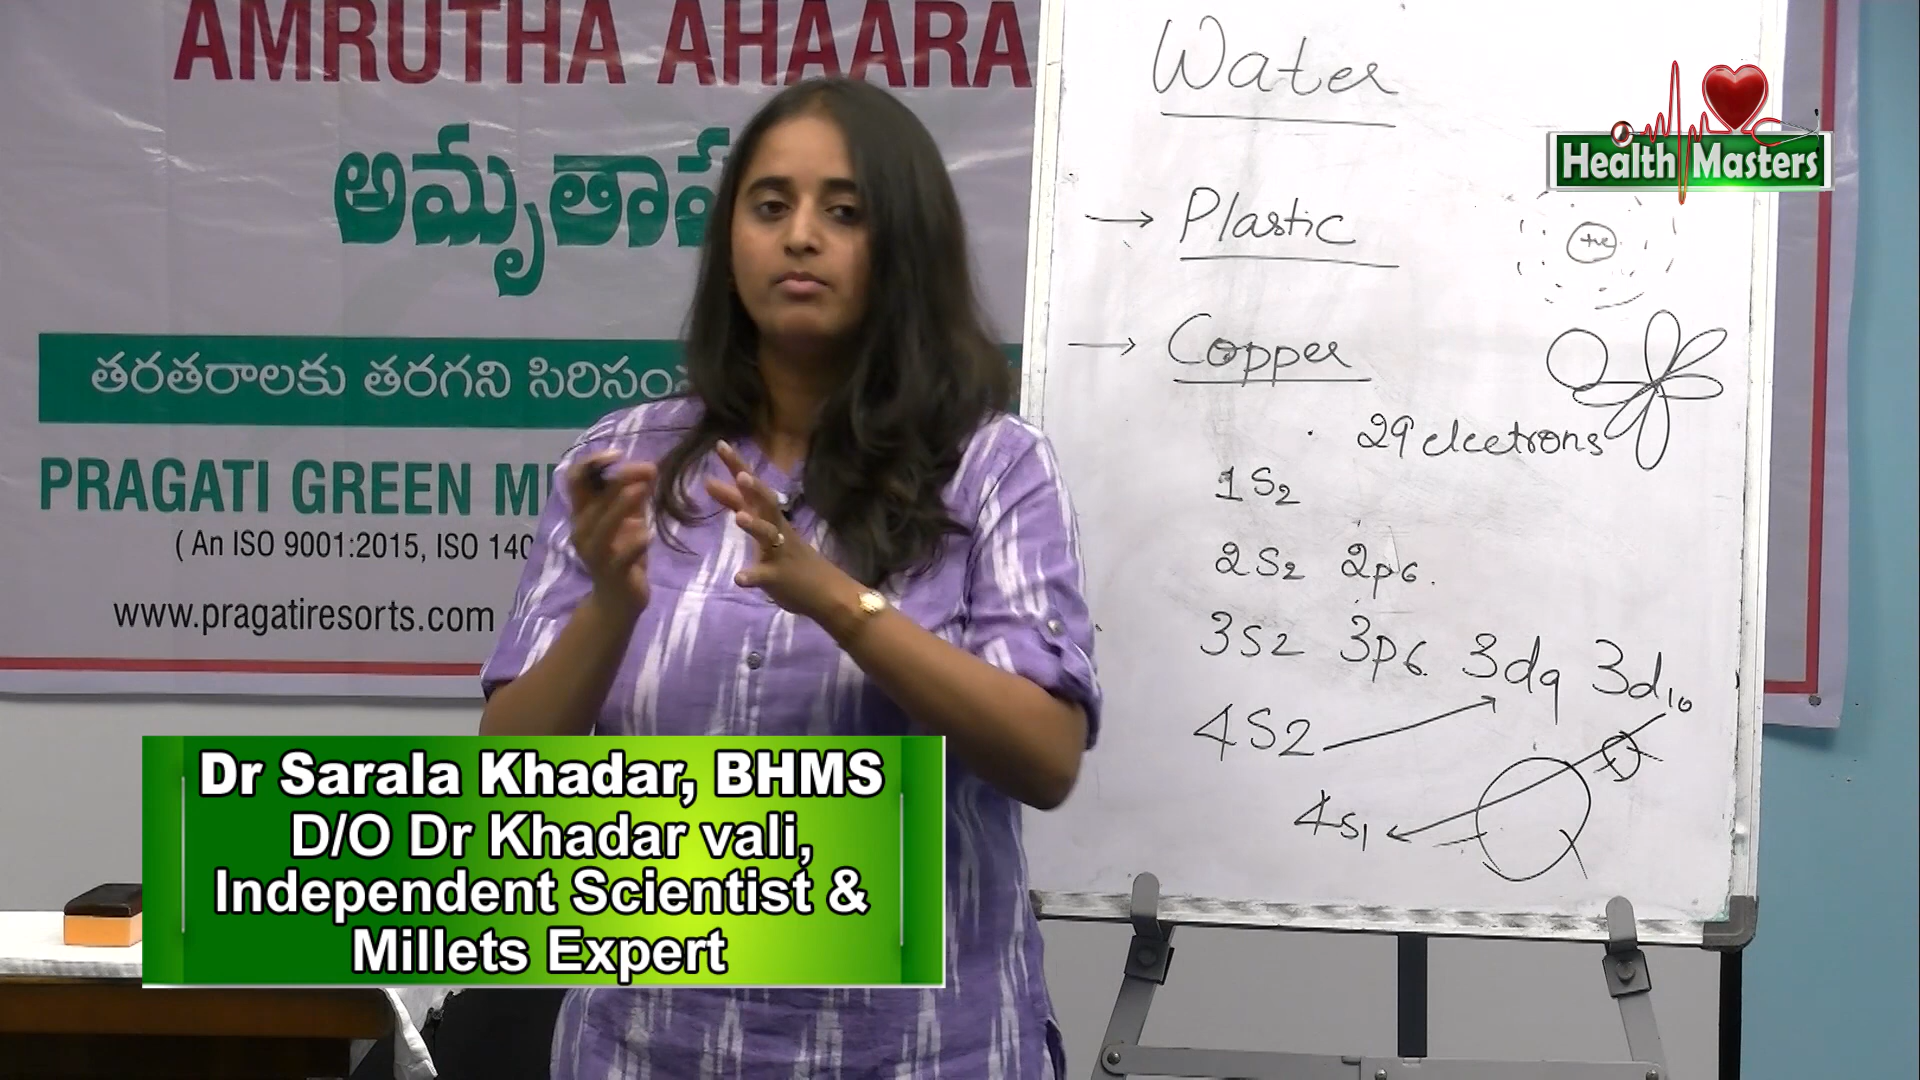 AMRUTHA AHAARA
తరతరాలకు తరగని
PRAGATI GREEN
( An ISO 9001:2015, ISO
www.pragatiresorts.com
Water
→ Plastic
+ve
→ Copper
29 electrons
1s2
2s2 2p6.
3s2 3p6 3d9 3d10
4s2
4s1
Health Masters
Dr Sarala Khadar, BHMS
D/O Dr Khadar vali,
Independent Scientist &
Millets Expert